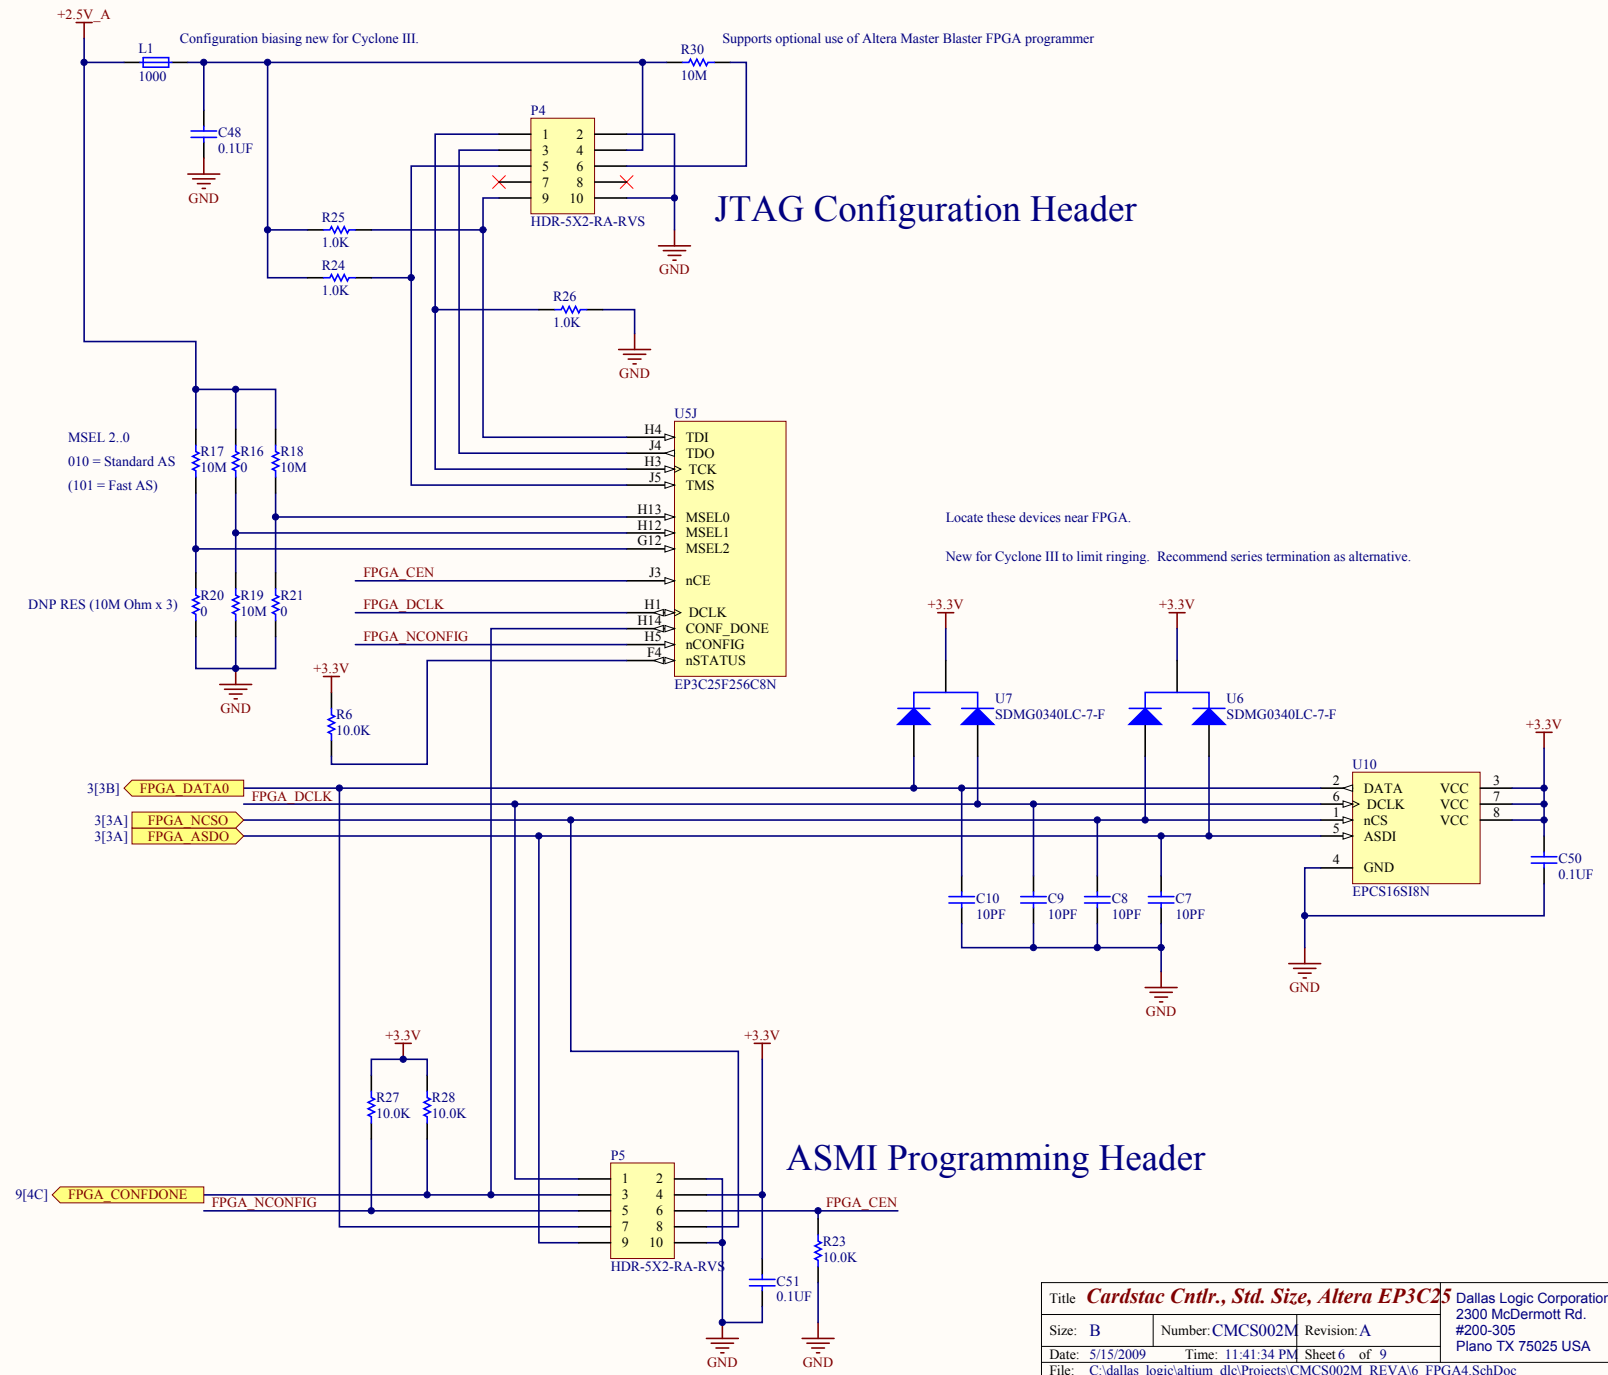 +2.5V_A
Configuration biasing new for Cyclone III.
Supports optional use of Altera Master Blaster FPGA programmer
L1
1000
R30
10M
C48
0.1UF
GND
P4
1 2
3 4
5 6
7 8
9 10
HDR-5X2-RA-RVS
JTAG Configuration Header
GND
R25
1.0K
R24
1.0K
R26
1.0K
GND
MSEL 2..0
010 = Standard AS
(101 = Fast AS)
R17
10M
R16
0
R18
10M
DNP RES (10M Ohm x 3)
R20
0
R19
10M
R21
0
GND
U5J
H4 TDI
J4 TDO
H3 TCK
J5 TMS
H13 MSEL0
H12 MSEL1
G12 MSEL2
FPGA_CEN J3 nCE
FPGA_DCLK H1 DCLK
H14 CONF_DONE
FPGA_NCONFIG H5 nCONFIG
F4 nSTATUS
EP3C25F256C8N
+3.3V
R6
10.0K
Locate these devices near FPGA.
New for Cyclone III to limit ringing. Recommend series termination as alternative.
+3.3V
+3.3V
U7
SDMG0340LC-7-F
U6
SDMG0340LC-7-F
+3.3V
3[3B] FPGA_DATA0
FPGA_DCLK
3[3A] FPGA_NCSO
3[3A] FPGA_ASDO
U10
2 DATA VCC 3
6 DCLK VCC 7
1 nCS VCC 8
5 ASDI
4 GND
EPCS16SI8N
C50
0.1UF
C10
10PF
C9
10PF
C8
10PF
C7
10PF
GND
GND
+3.3V
+3.3V
R27
10.0K
R28
10.0K
ASMI Programming Header
P5
1 2
3 4
5 6
7 8
9 10
HDR-5X2-RA-RVS
9[4C] FPGA_CONFDONE
FPGA_NCONFIG
FPGA_CEN
R23
10.0K
C51
0.1UF
GND
GND
Title Cardstac Cntlr., Std. Size, Altera EP3C25
Size: B Number: CMCS002M Revision: A
Date: 5/15/2009 Time: 11:41:34 PM Sheet 6 of 9
File: C:\dallas_logic\altium_dlc\Projects\CMCS002M_REVA\6_FPGA4.SchDoc
Dallas Logic Corporation
2300 McDermott Rd.
#200-305
Plano TX 75025 USA